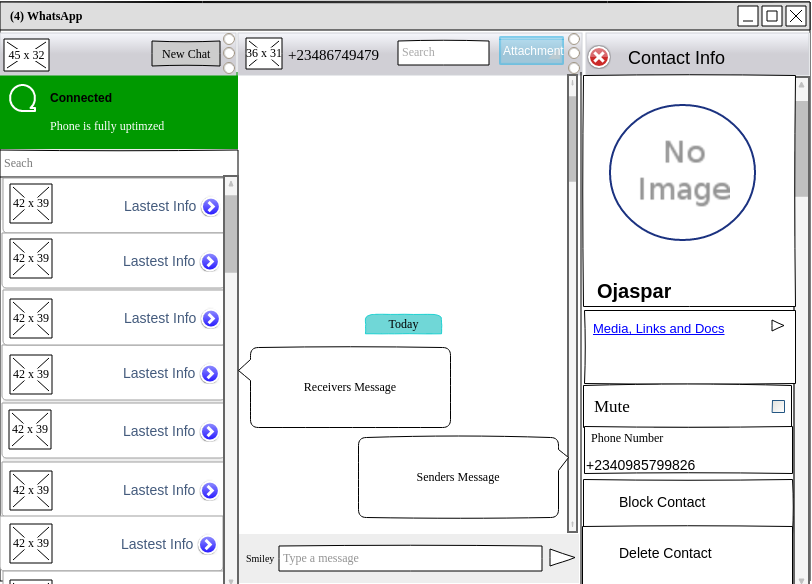 (4) WhatsApp
45 x 32
New Chat
36 x 31
+23486749479
Search
Attachment
Contact Info
Connected
Phone is fully uptimzed
Seach
42 x 39
Lastest Info
42 x 39
Lastest Info
42 x 39
Lastest Info
42 x 39
Lastest Info
42 x 39
Lastest Info
42 x 39
Lastest Info
42 x 39
Lastest Info
Today
Receivers Message
Senders Message
Smiley
Type a message
No
Image
Ojaspar
Media, Links and Docs
Mute
Phone Number
+2340985799826
Block Contact
Delete Contact